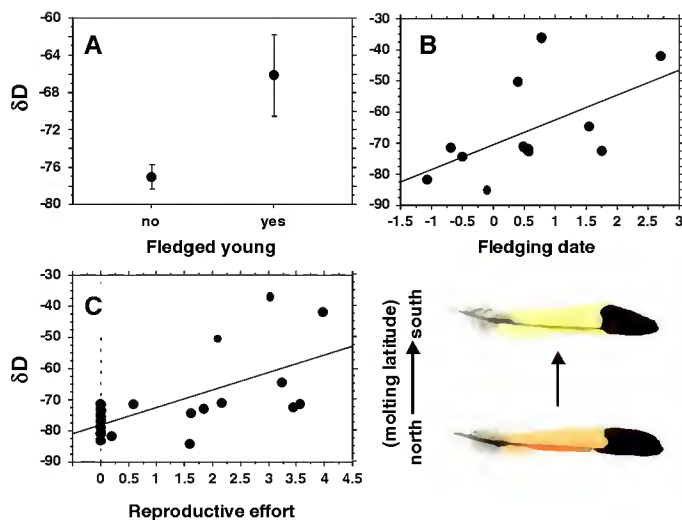 A
δD
-60
-64
-68
-72
-76
-80
no yes
Fledged young
B
-30
-40
-50
-60
-70
-80
-90
-1.5 -1 -0.5 0 0.5 1 1.5 2 2.5 3
Fledging date
C
δD
-30
-40
-50
-60
-70
-80
-90
0 0.5 1 1.5 2 2.5 3 3.5 4 4.5
Reproductive effort
(molting latitude)
north south